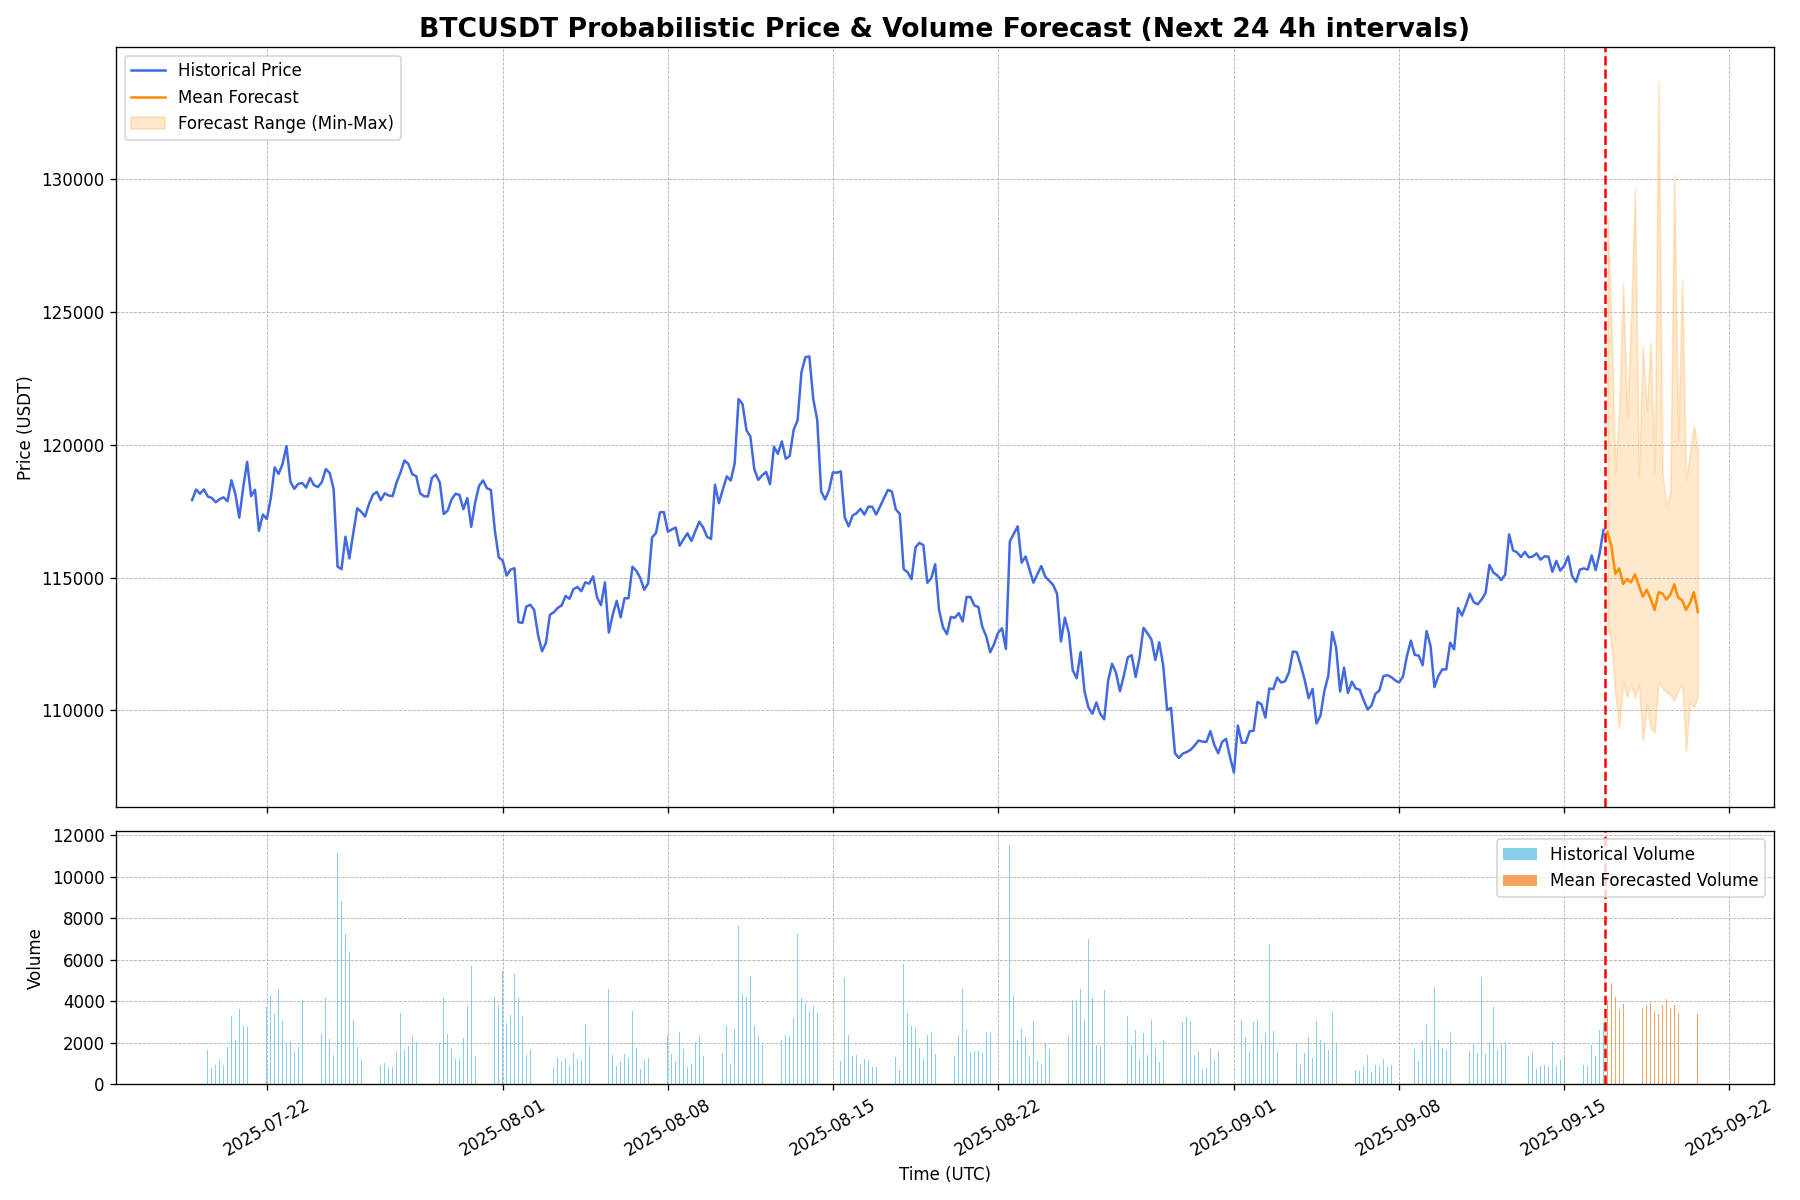 BTCUSDT Probabilistic Price & Volume Forecast (Next 24 4h intervals)
Historical Price
Mean Forecast
Forecast Range (Min-Max)
Price (USDT)
130000
125000
120000
115000
110000
Historical Volume
Mean Forecasted Volume
Volume
12000
10000
8000
6000
4000
2000
0
2025-07-22
2025-08-01
2025-08-08
2025-08-15
2025-08-22
2025-09-01
2025-09-08
2025-09-15
2025-09-22
Time (UTC)